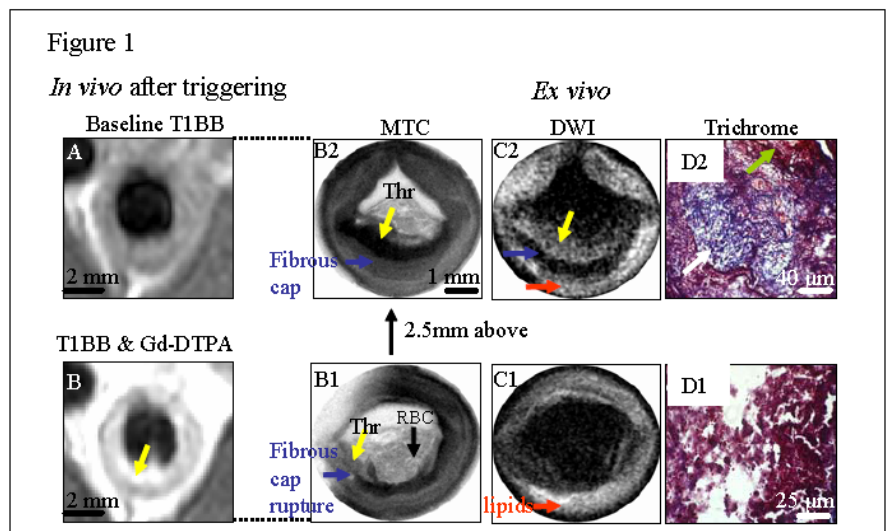 Figure 1
In vivo after triggering
Ex vivo
Baseline T1BB
MTC
DWI
Trichrome
A
B2
C2
D2
Thr
Fibrous
cap
2 mm
1 mm
40 µm
2.5mm above
T1BB & Gd-DTPA
B
B1
C1
D1
Thr
RBC
Fibrous
cap
rupture
lipids
2 mm
25 µm